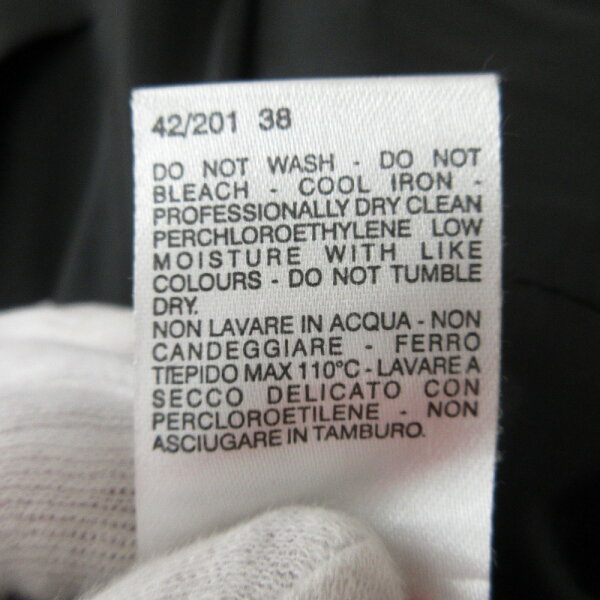 42/201 38
DO NOT WASH - DO NOT
BLEACH - COOL IRON -
PROFESSIONALLY DRY CLEAN
PERCHLOROETHYLENE LOW
MOISTURE WITH LIKE
COLOURS - DO NOT TUMBLE
DRY.
NON LAVARE IN ACQUA - NON
CANDEGGIARE - FERRO
TIEPIDO MAX 110°C - LAVARE A
SECCO DELICATO CON
PERCLOROETILENE - NON
ASCIUGARE IN TAMBURO.